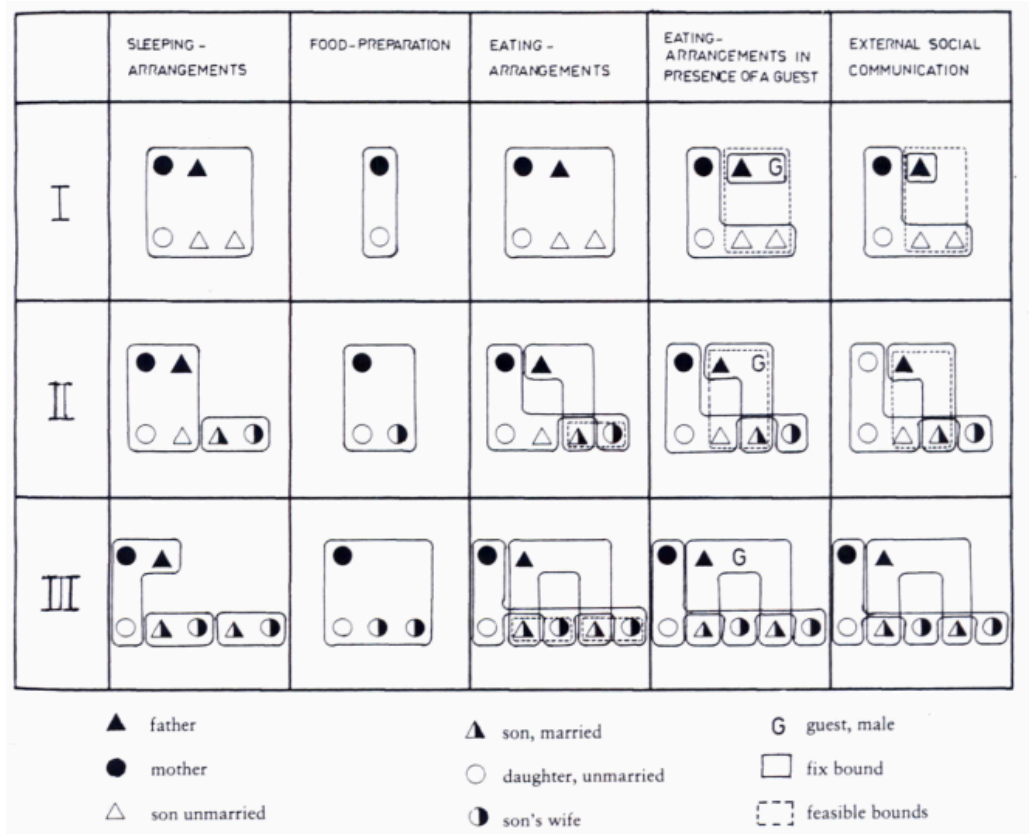 SLEEPING-
ARRANGEMENTS
FOOD-PREPARATION
EATING-
ARRANGEMENTS
EATING-
ARRANGEMENTS IN
PRESENCE OF A GUEST
EXTERNAL SOCIAL
COMMUNICATION
I
G
II
G
III
G
father
mother
son unmarried
son, married
daughter, unmarried
son's wife
G guest, male
fix bound
feasible bounds